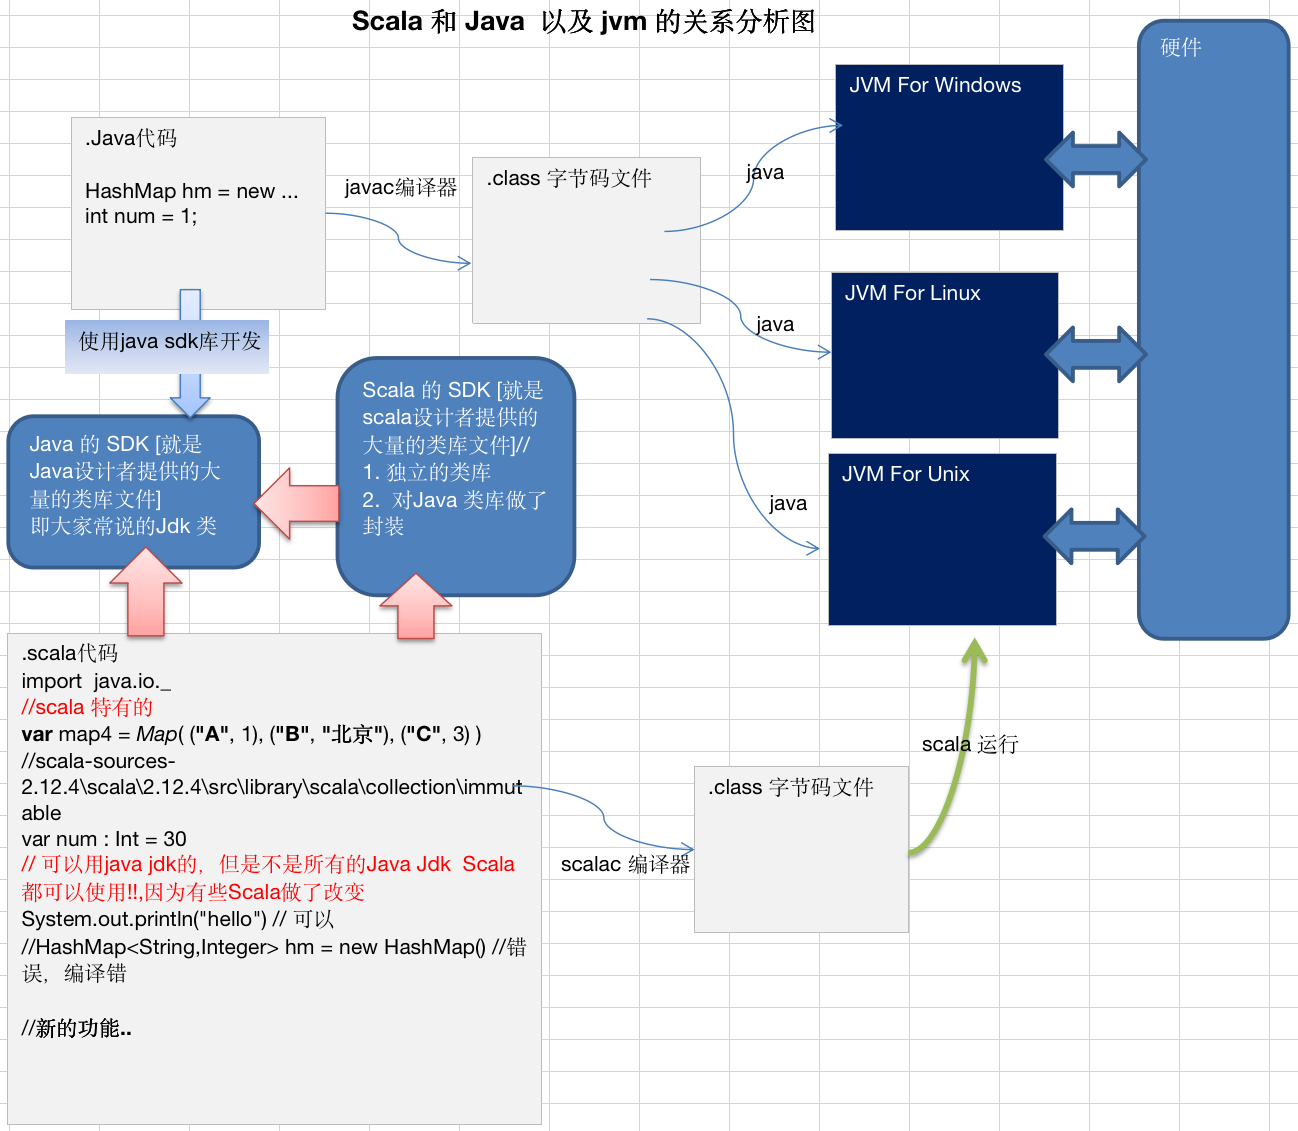 Scala 和 Java 以及 jvm 的关系分析图
硬件
JVM For Windows
.Java代码
HashMap hm = new ...
int num = 1;
javac编译器
.class 字节码文件
java
JVM For Linux
java
使用java sdk库开发
Scala 的 SDK [就是
scala设计者提供的
大量的类库文件]//
1. 独立的类库
2. 对Java 类库做了
封装
Java 的 SDK [就是
Java设计者提供的大
量的类库文件]
即大家常说的Jdk 类
JVM For Unix
java
.scala代码
import java.io._
//scala 特有的
var map4 = Map( ("A", 1), ("B", "北京"), ("C", 3) )
//scala-sources-
2.12.4\scala\2.12.4\src\library\scala\collection\immut
able
var num : Int = 30
// 可以用java jdk的，但是不是所有的Java Jdk Scala
都可以使用!!,因为有些Scala做了改变
System.out.println("hello") // 可以
//HashMap<String,Integer> hm = new HashMap() //错
误，编译错
//新的功能..
scalac 编译器
.class 字节码文件
scala 运行